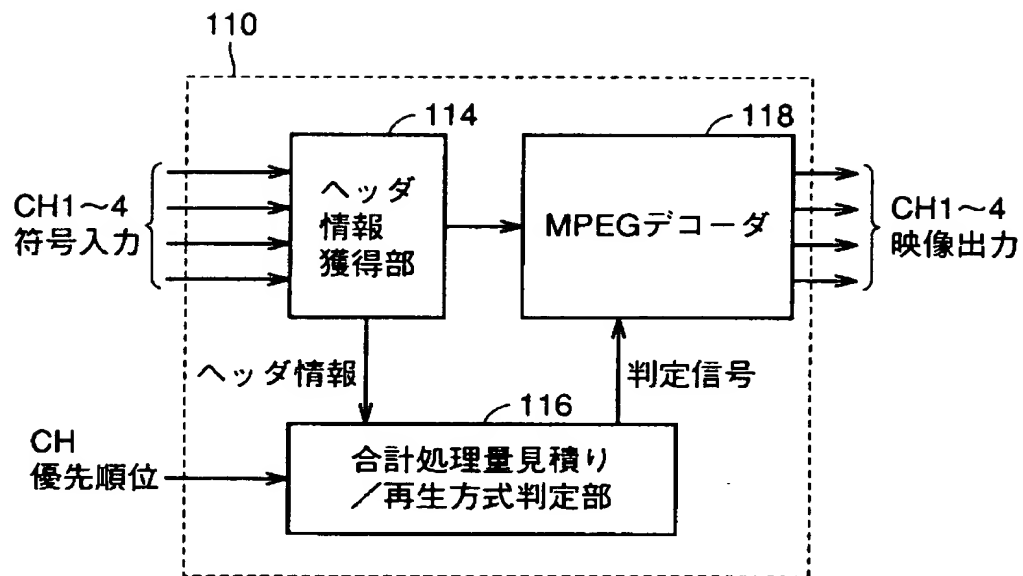 110
114
118
CH1～4
符号入力
ヘッダ
情報
獲得部
MPEGデコーダ
CH1～4
映像出力
ヘッダ情報
判定信号
116
CH
優先順位
合計処理量見積り
／再生方式判定部